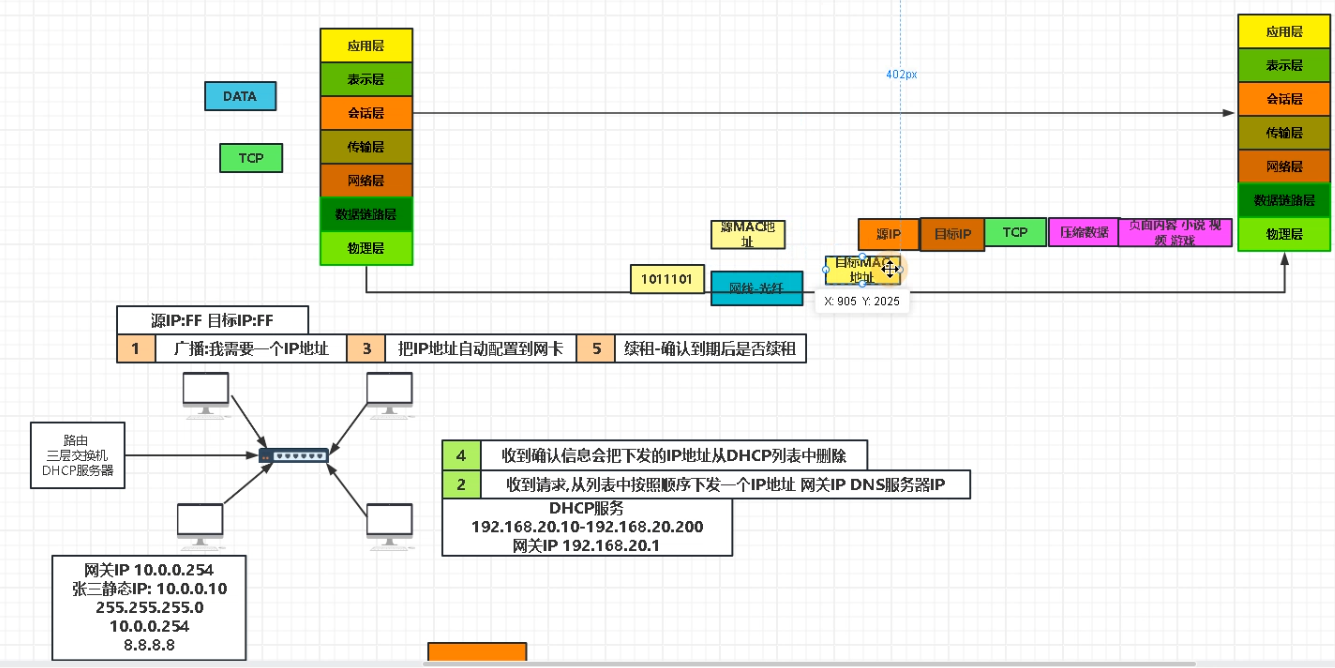 应用层
表示层
会话层
传输层
网络层
数据链路层
物理层
DATA
TCP
402px
应用层
表示层
会话层
传输层
网络层
数据链路层
物理层
源MAC地
址
源IP
目标IP
TCP
压缩数据
页面内容 小说 视
频 游戏
1011101
网线-光纤
目标MAC
地址
X: 905 Y: 2025
源IP:FF 目标IP:FF
1
广播:我需要一个IP地址
3
把IP地址自动配置到网卡
5
续租-确认到期后是否续租
路由
三层交换机
DHCP服务器
4
收到确认信息会把下发的IP地址从DHCP列表中删除
2
收到请求,从列表中按照顺序下发一个IP地址 网关IP DNS服务器IP
DHCP服务
192.168.20.10-192.168.20.200
网关IP 192.168.20.1
网关IP 10.0.0.254
张三静态IP: 10.0.0.10
255.255.255.0
10.0.0.254
8.8.8.8